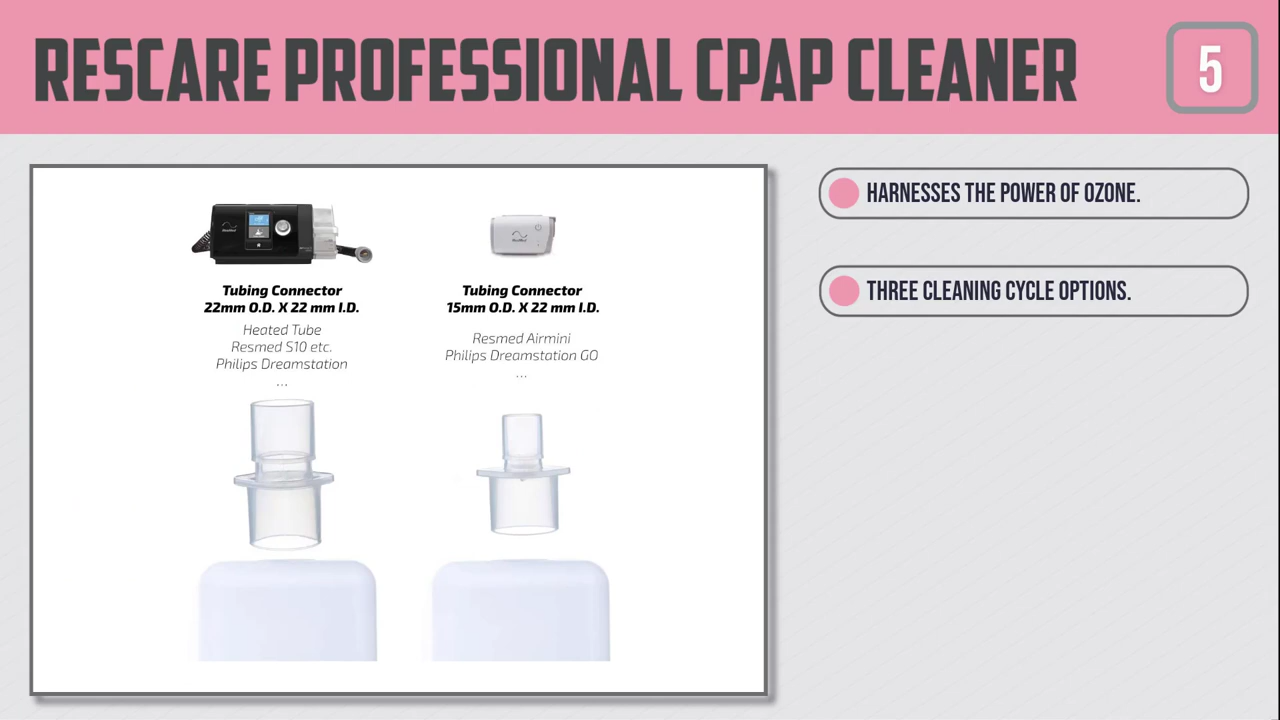 RESCARE PROFESSIONAL CPAP CLEANER
5
HARNESSES THE POWER OF OZONE.
THREE CLEANING CYCLE OPTIONS.
Tubing Connector
22mm O.D. X 22 mm I.D.
Heated Tube
Resmed S10 etc.
Philips Dreamstation
...
Tubing Connector
15mm O.D. X 22 mm I.D.
Resmed Airmini
Philips Dreamstation GO
...